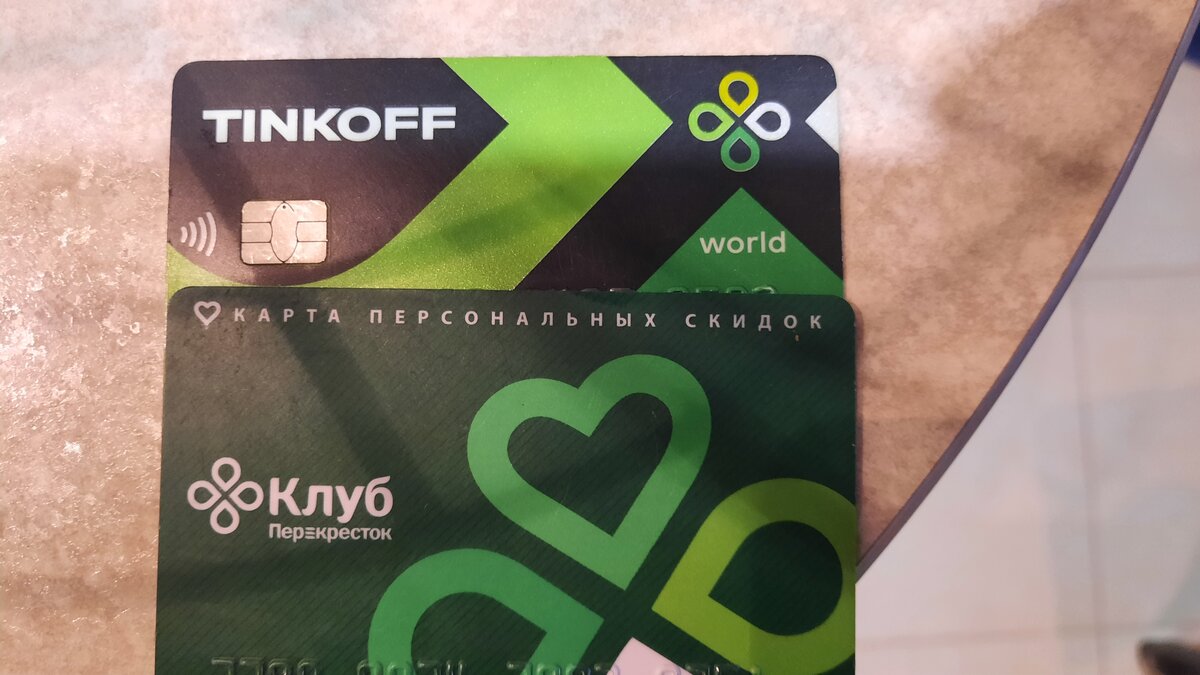 TINKOFF
world
КАРТА ПЕРСОНАЛЬНЫХ СКИДОК
Клуб
Перекресток